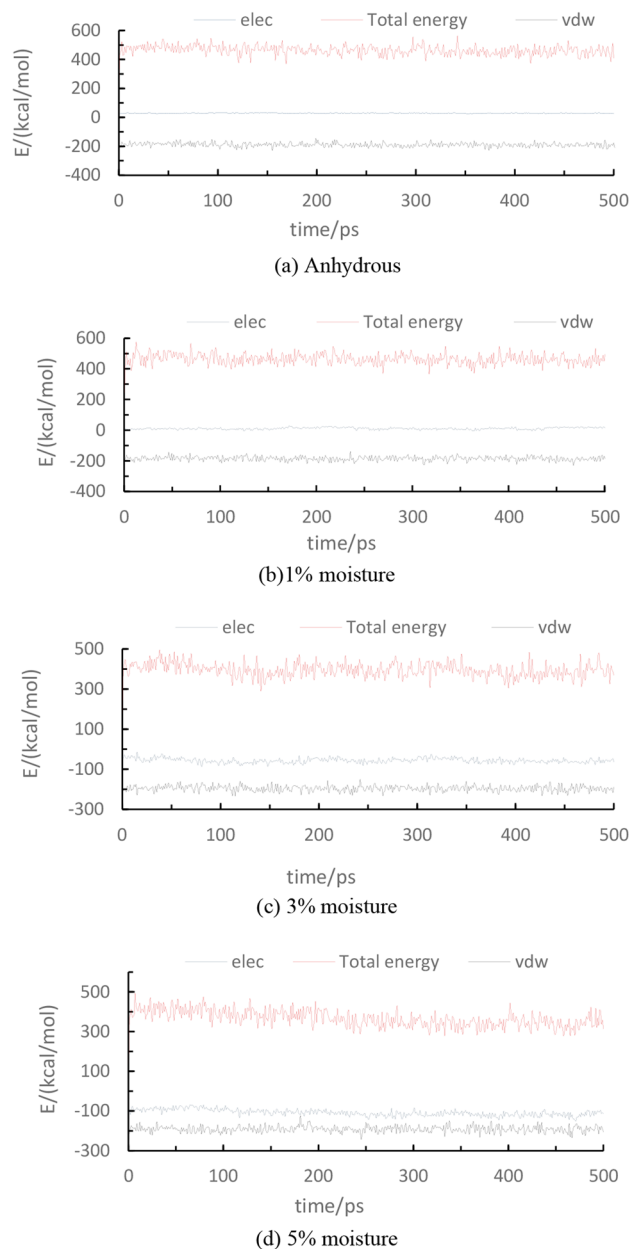 elec Total energy vdw
600
400
200
0
-200
-400
E/(kcal/mol)
0 100 200 300 400 500
time/ps
(a) Anhydrous
elec Total energy vdw
600
400
200
0
-200
-400
E/(kcal/mol)
0 100 200 300 400 500
time/ps
(b)1% moisture
elec Total energy vdw
500
300
100
-100
-300
E/(kcal/mol)
0 100 200 300 400 500
time/ps
(c) 3% moisture
elec Total energy vdw
500
300
100
-100
-300
E/(kcal/mol)
0 100 200 300 400 500
time/ps
(d) 5% moisture